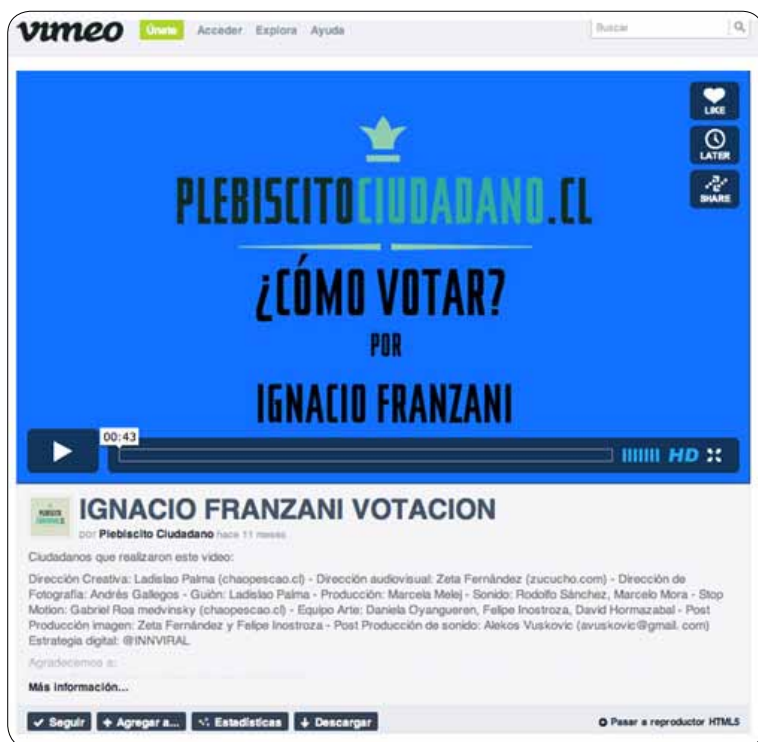 vimeo Únete Acceder Explora Ayuda Buscar
LIKE
LATER
SHARE
PLEBISCITOCIUDADANO.CL
¿CÓMO VOTAR?
POR
IGNACIO FRANZANI
00:43
HD
IGNACIO FRANZANI VOTACION
por Plebiscito Ciudadano hace 11 meses
Ciudadanos que realizaron este video:
Dirección Creativa: Ladislao Palma (chaopescao.cl) - Dirección audiovisual: Zeta Fernández (zucucho.com) - Dirección de
Fotografía: Andrés Gallegos - Guión: Ladislao Palma - Producción: Marcela Melej - Sonido: Rodolfo Sánchez, Marcelo Mora - Stop
Motion: Gabriel Roa medvinsky (chaopescao.cl) - Equipo Arte: Daniela Oyangueren, Felipe Inostroza, David Hormazabal - Post
Producción imagen: Zeta Fernández y Felipe Inostroza - Post Producción de sonido: Alekos Vuskovic (avuskovic@gmail. com)
Estrategia digital: @INNVIRAL
Agradecemos a:
Más información...
Seguir Agregar a... Estadísticas Descargar Pasar a reproductor HTML5